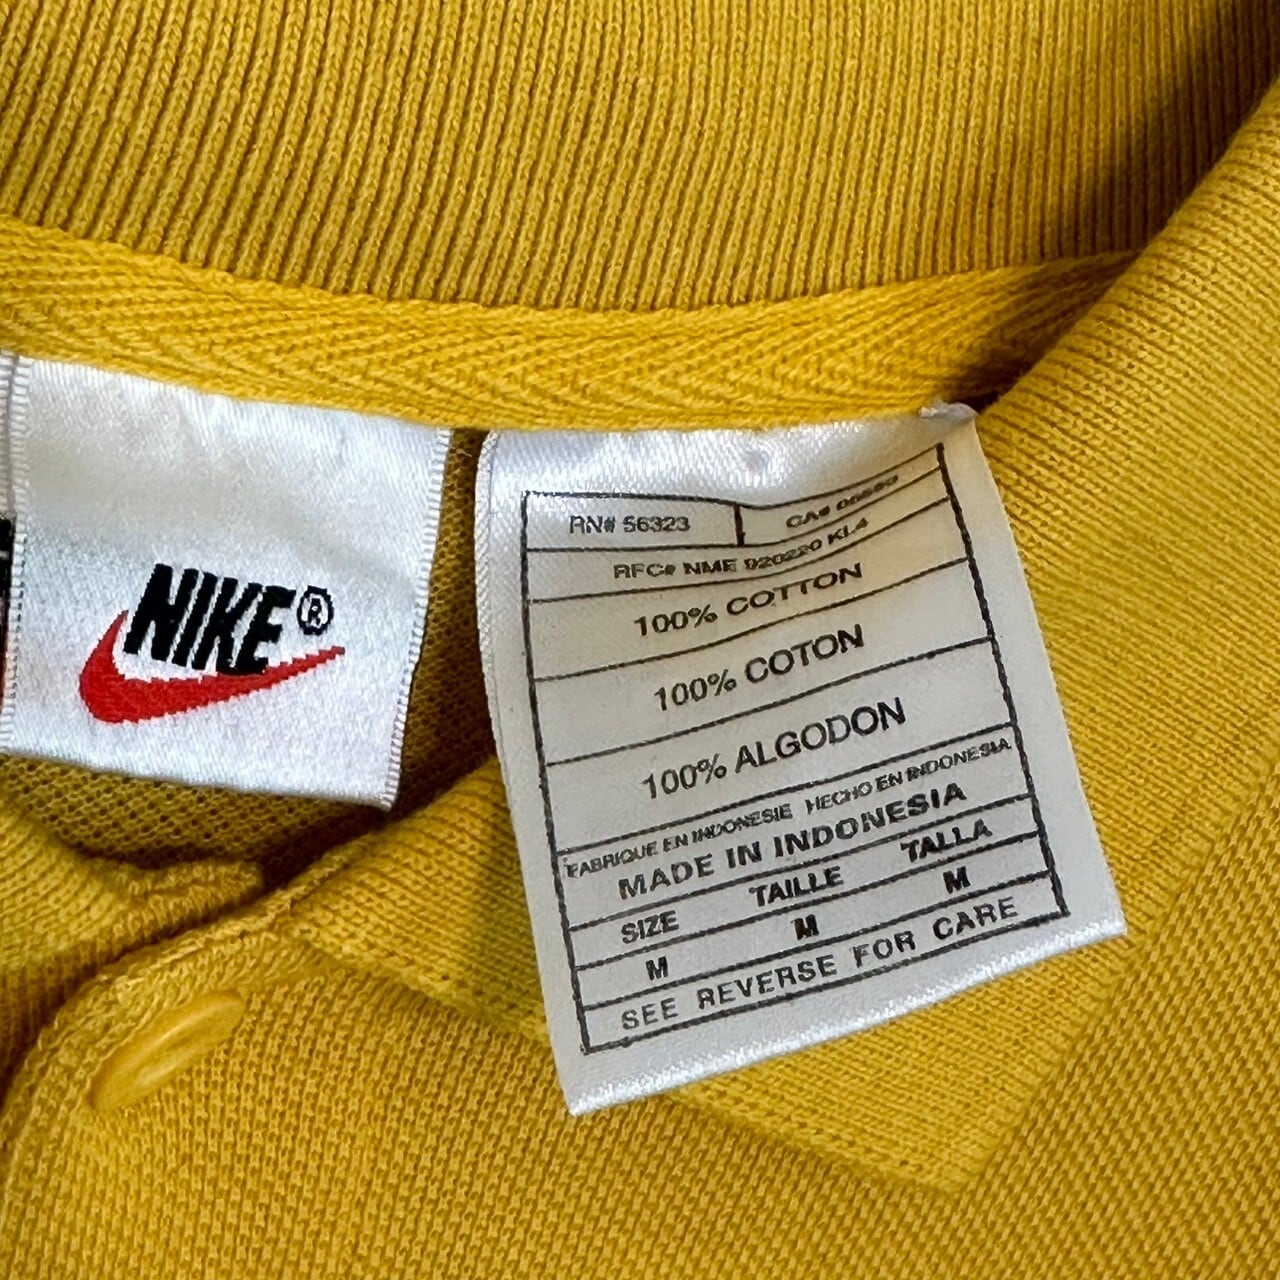 NIKE®
RN# 56323 CA# 05553
RFC# NME 920220 KL4
100% COTTON
100% COTON
100% ALGODON
FABRIQUE EN INDONESIE HECHO EN INDONESIA
MADE IN INDONESIA
SIZE TAILLE TALLA
M M M
SEE REVERSE FOR CARE